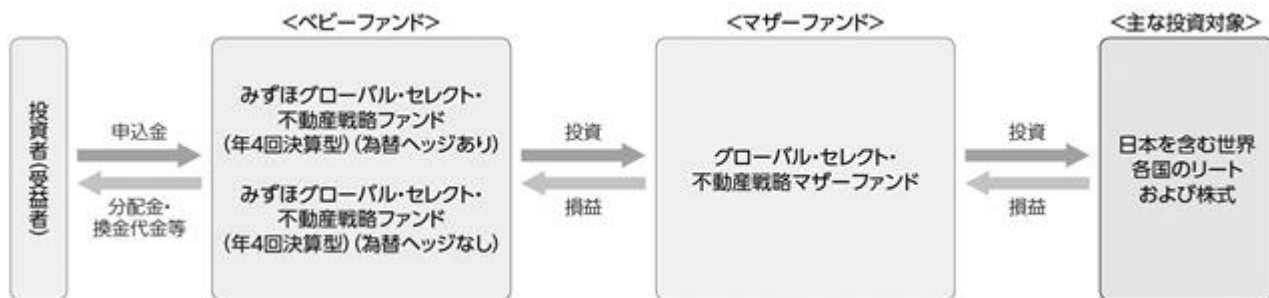 <ベビーファンド>
<マザーファンド>
<主な投資対象>
投資者(受益者)
申込金
分配金・
換金代金等
みずほグローバル・セレクト・
不動産戦略ファンド
(年4回決算型)(為替ヘッジあり)
みずほグローバル・セレクト・
不動産戦略ファンド
(年4回決算型)(為替ヘッジなし)
投資
損益
グローバル・セレクト・
不動産戦略マザーファンド
投資
損益
日本を含む世界
各国のリート
および株式